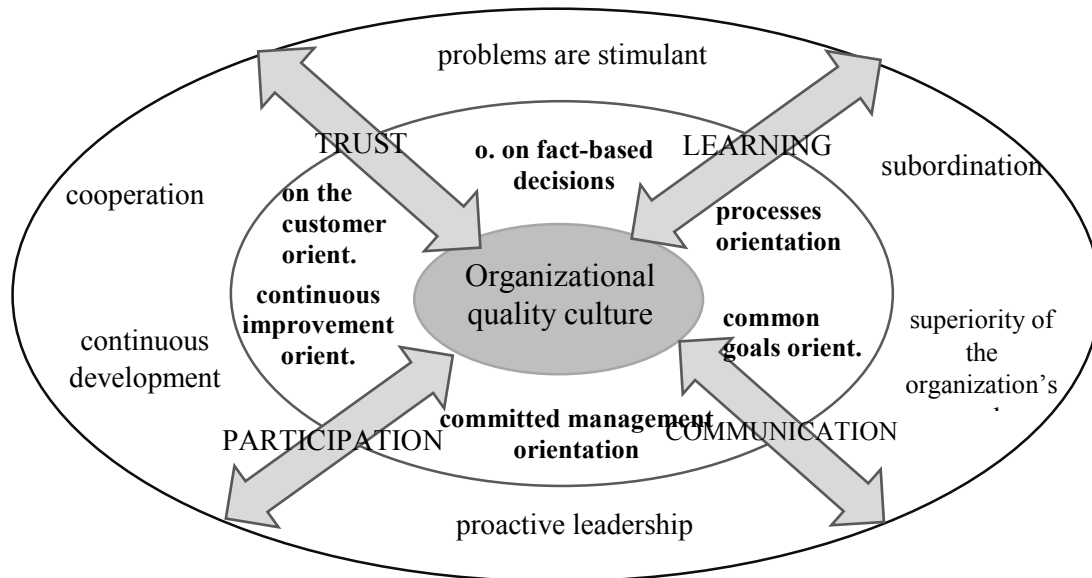 problems are stimulant
TRUST
o. on fact-based
decisions
LEARNING
cooperation
subordination
on the
customer
orient.
processes
orientation
Organizational
quality culture
continuous
improvement
orient.
common
goals orient.
continuous
development
superiority of
the
organization’s
committed management
orientation
PARTICIPATION
COMMUNICATION
proactive leadership